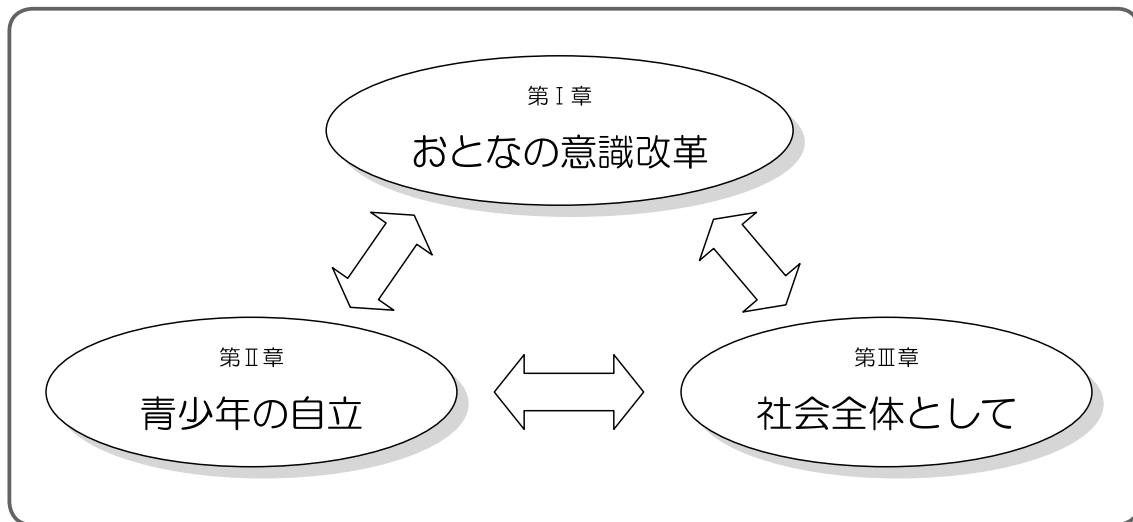 第Ⅰ章
おとなの意識改革
第Ⅱ章
青少年の自立
第Ⅲ章
社会全体として